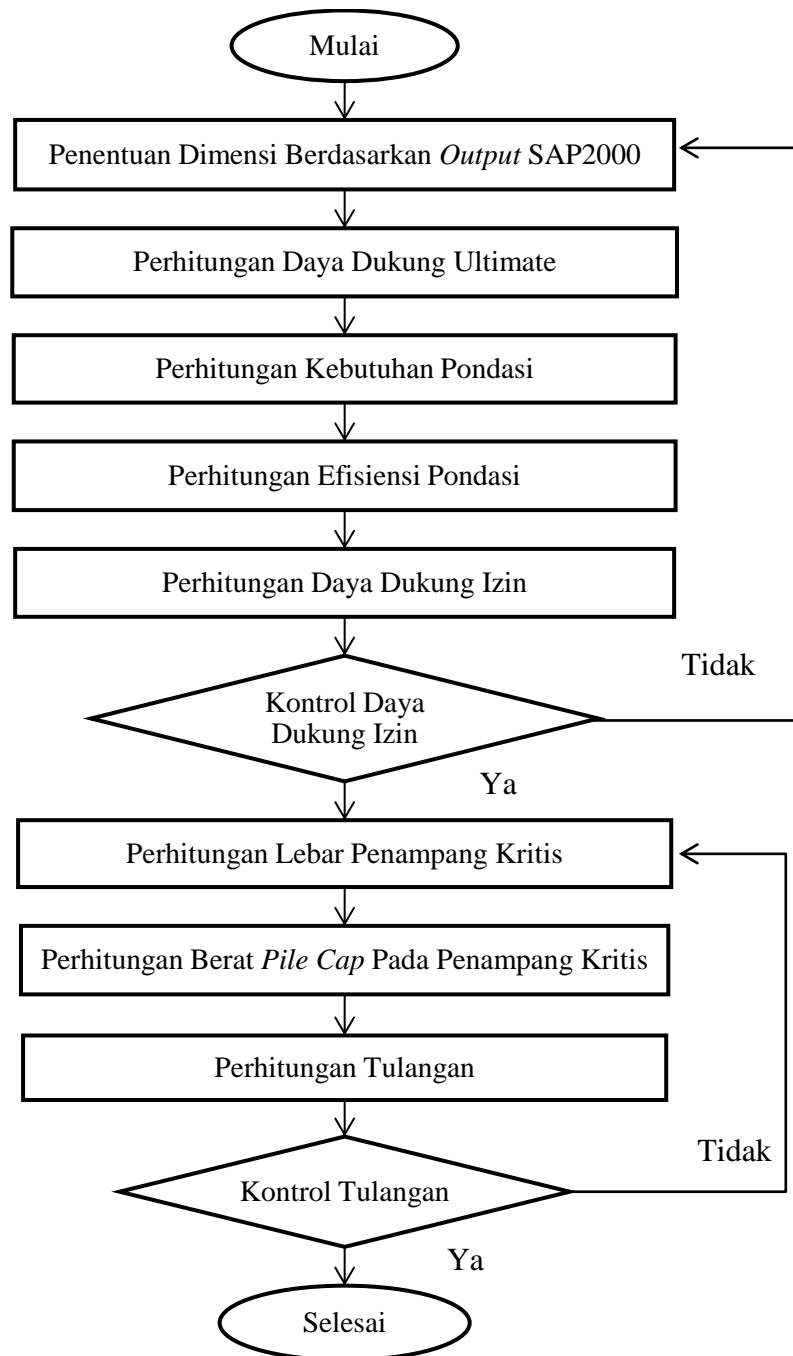 Mulai
Penentuan Dimensi Berdasarkan Output SAP2000
Perhitungan Daya Dukung Ultimate
Perhitungan Kebutuhan Pondasi
Perhitungan Efisiensi Pondasi
Perhitungan Daya Dukung Izin
Tidak
Kontrol Daya
Dukung Izin
Ya
Perhitungan Lebar Penampang Kritis
Perhitungan Berat Pile Cap Pada Penampang Kritis
Perhitungan Tulangan
Tidak
Kontrol Tulangan
Ya
Selesai